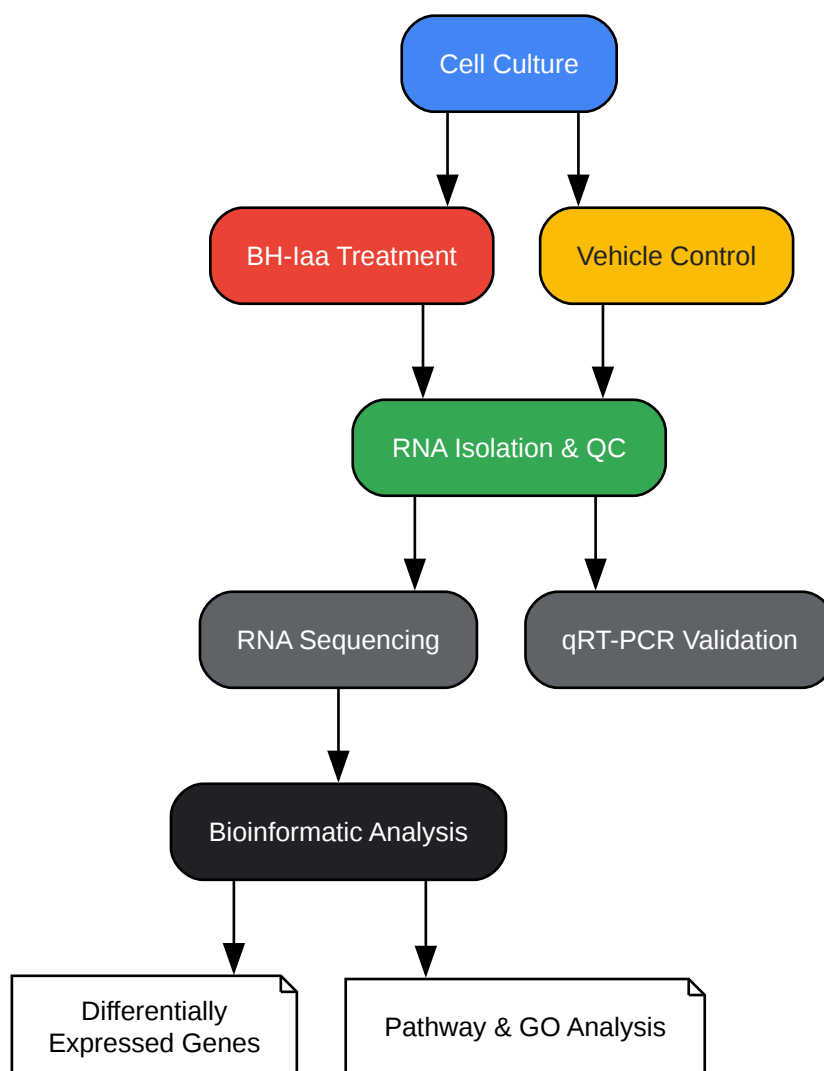 Cell Culture
BH-Iaa Treatment
Vehicle Control
RNA Isolation & QC
RNA Sequencing
qRT-PCR Validation
Bioinformatic Analysis
Differentially
Expressed Genes
Pathway & GO Analysis